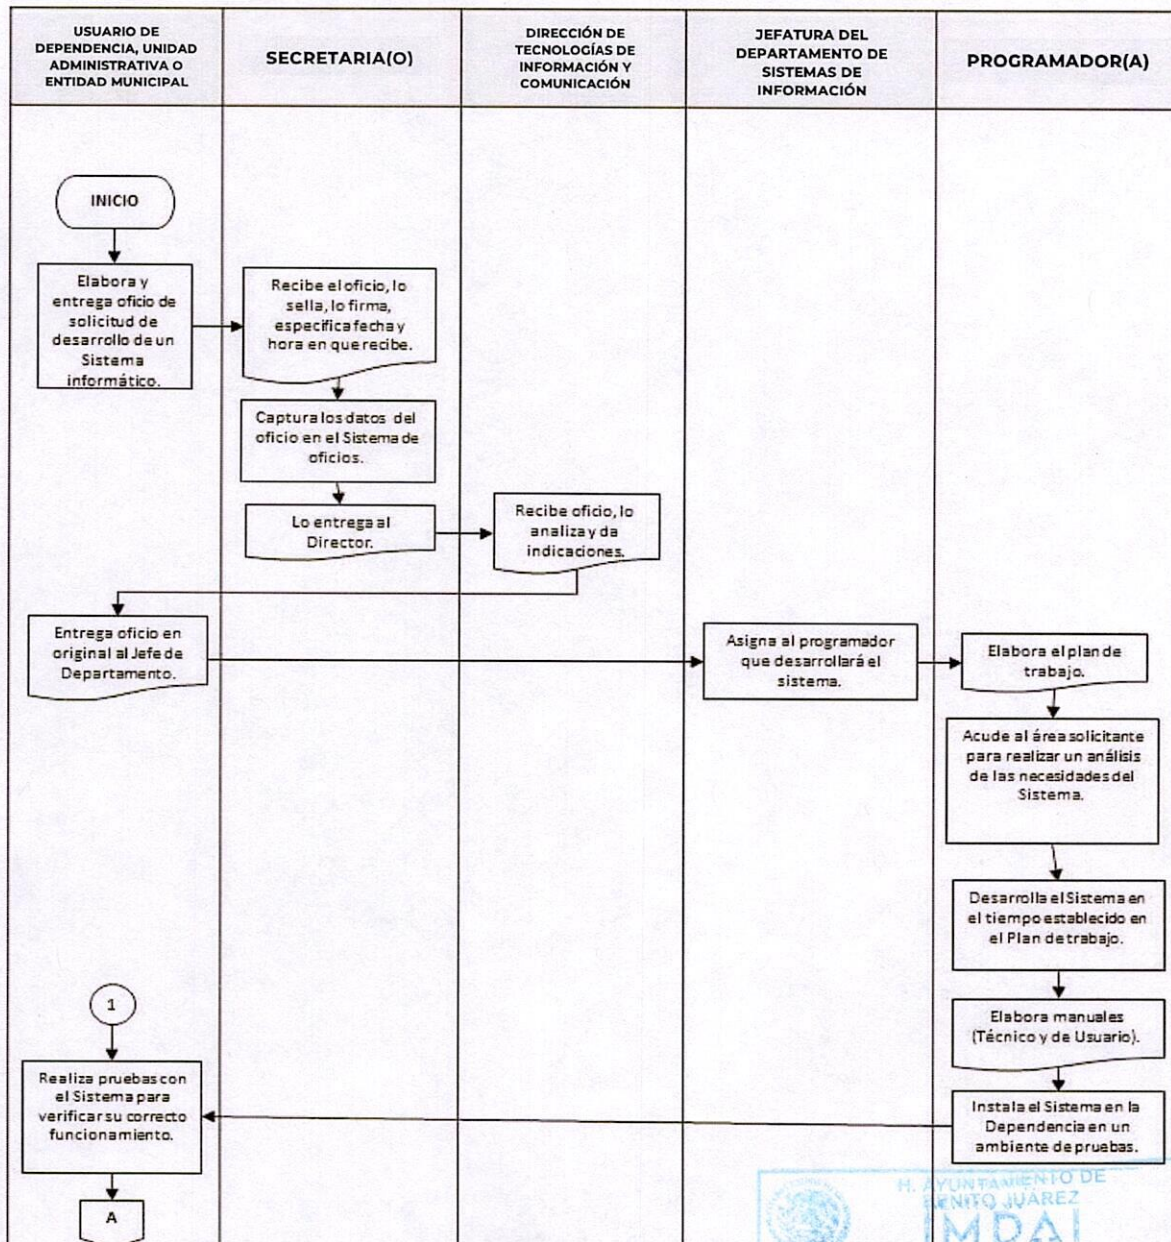 USUARIO DE
DEPENDENCIA, UNIDAD
ADMINISTRATIVA O
ENTIDAD MUNICIPAL
SECRETARIA(O)
DIRECCIÓN DE
TECNOLOGÍAS DE
INFORMACIÓN Y
COMUNICACIÓN
JEFATURA DEL
DEPARTAMENTO DE
SISTEMAS DE
INFORMACIÓN
PROGRAMADOR(A)
INICIO
Elabora y
entrega oficio de
solicitud de
desarrollo de un
Sistema
informático.
Recibe el oficio, lo
sella, lo firma,
especifica fecha y
hora en que recibe.
Captura los datos del
oficio en el Sistema de
oficios.
Lo entrega al
Director.
Recibe oficio, lo
analiza y da
indicaciones.
Entrega oficio en
original al Jefe de
Departamento.
Asigna al programador
que desarrollará el
sistema.
Elabora el plan de
trabajo.
Acude al área solicitante
para realizar un análisis
de las necesidades del
Sistema.
Desarrolla el Sistema en
el tiempo establecido en
el Plan de trabajo.
Elabora manuales
(Técnico y de Usuario).
Instala el Sistema en la
Dependencia en un
ambiente de pruebas.
1
Realiza pruebas con
el Sistema para
verificar su correcto
funcionamiento.
A
H. AYUNTAMIENTO DE
BENITO JUÁREZ
IMDAI